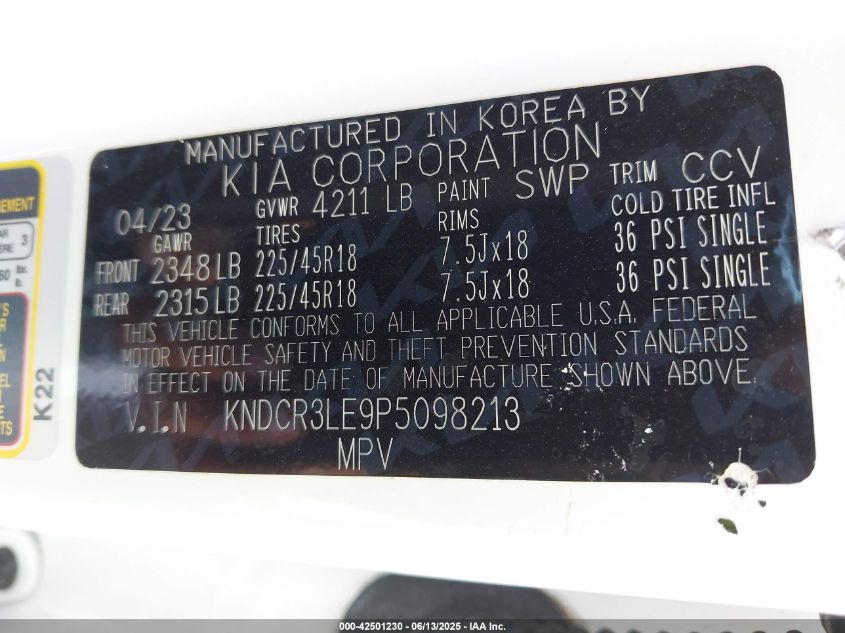 MANUFACTURED IN KOREA BY
KIA CORPORATION
04/23 GVWR 4211 LB PAINT SWP TRIM CCV
GAWR TIRES RIMS COLD TIRE INFL
FRONT 2348 LB 225/45R18 7.5Jx18 36 PSI SINGLE
REAR 2315 LB 225/45R18 7.5Jx18 36 PSI SINGLE
THIS VEHICLE CONFORMS TO ALL APPLICABLE U.S.A. FEDERAL
MOTOR VEHICLE SAFETY AND THEFT PREVENTION STANDARDS
IN EFFECT ON THE DATE OF MANUFACTURE SHOWN ABOVE.
V.I.N KNDCR3LE9P5098213
MPV
GEMENT
3
K22
000-42501230 - 06/13/2025 - IAA Inc.